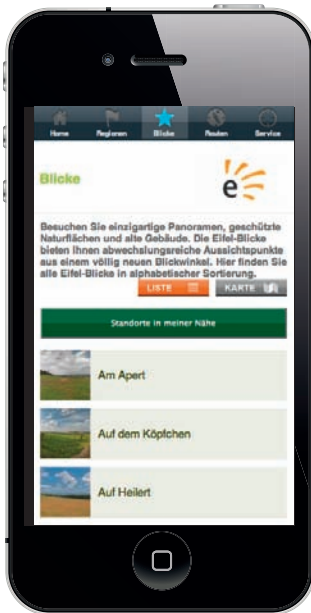 Home Regionen Blicke Routen Service
Blicke
e
Besuchen Sie einzigartige Panoramen, geschützte
Naturflächen und alte Gebäude. Die Eifel-Blicke
bieten Ihnen abwechslungsreiche Aussichtspunkte
aus einem völlig neuen Blickwinkel. Hier finden Sie
alle Eifel-Blicke in alphabetischer Sortierung.
LISTE KARTE
Standorte in meiner Nähe
Am Apert
Auf dem Köpfchen
Auf Heilert